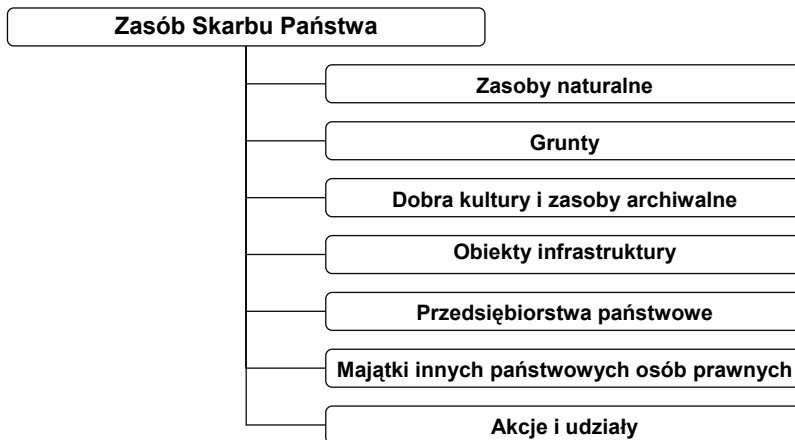 Zasób Skarbu Państwa
Zasoby naturalne
Grunty
Dobra kultury i zasoby archiwalne
Obiekty infrastruktury
Przedsiębiorstwa państwowe
Majątki innych państwowych osób prawnych
Akcje i udziały